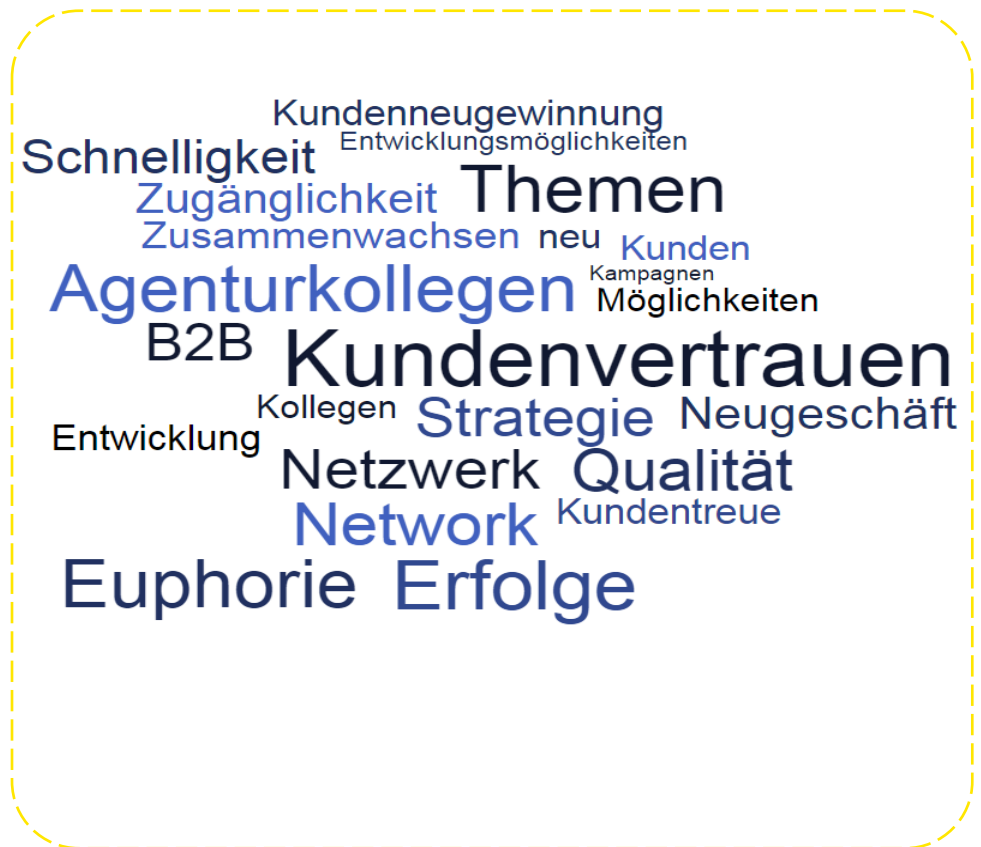 Kundenneugewinnung
Entwicklungsmöglichkeiten
Schnelligkeit
Themen
Zugänglichkeit
Zusammenwachsen neu Kunden
Agenturkollegen Kampagnen
Möglichkeiten
B2B Kundenvertrauen
Kollegen Strategie Neugeschäft
Entwicklung
Netzwerk Qualität
Network Kundentreue
Euphorie Erfolge